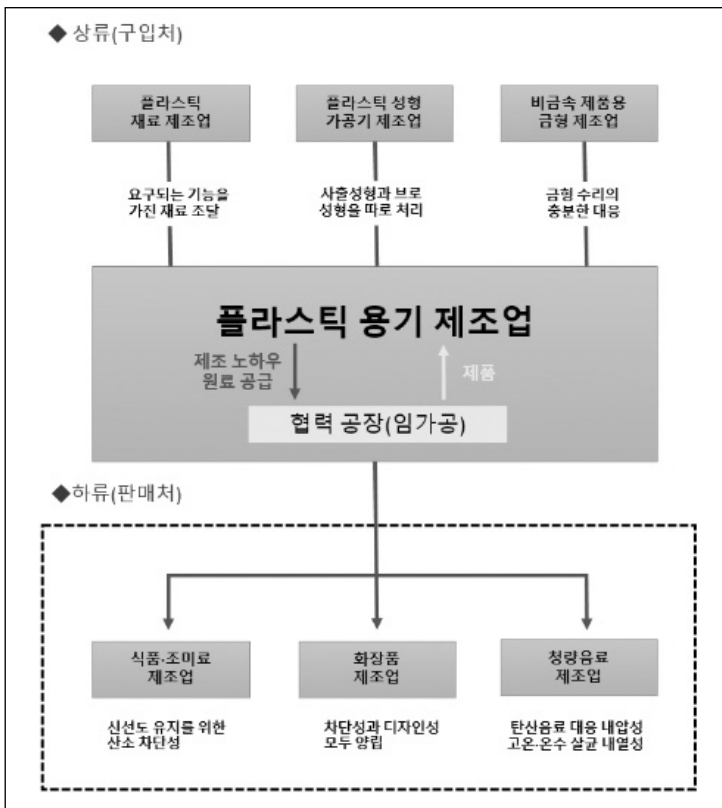 ◆ 상류(구입처)
플라스틱
재료 제조업
플라스틱 성형
가공기 제조업
비금속 제품용
금형 제조업
요구되는 기능을
가진 재료 조달
사출성형과 브로
성형을 따로 처리
금형 수리의
충분한 대응
플라스틱 용기 제조업
제조 노하우
원료 공급
제품
협력 공장(임가공)
◆하류(판매처)
식품·조미료
제조업
화장품
제조업
청량음료
제조업
신선도 유지를 위한
산소 차단성
차단성과 디자인성
모두 양립
탄산음료 대응 내압성
고온·온수 살균 내열성